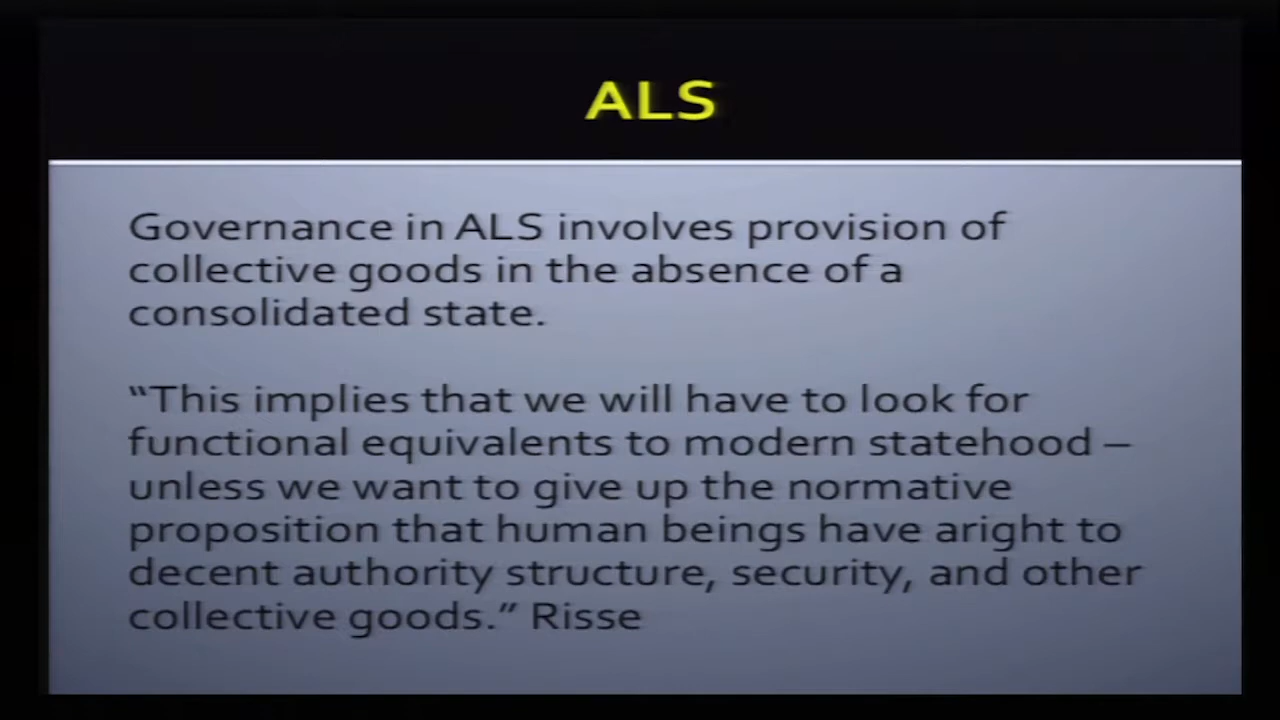 ALS
Governance in ALS involves provision of
collective goods in the absence of a
consolidated state.
“This implies that we will have to look for
functional equivalents to modern statehood –
unless we want to give up the normative
proposition that human beings have aright to
decent authority structure, security, and other
collective goods.” Risse